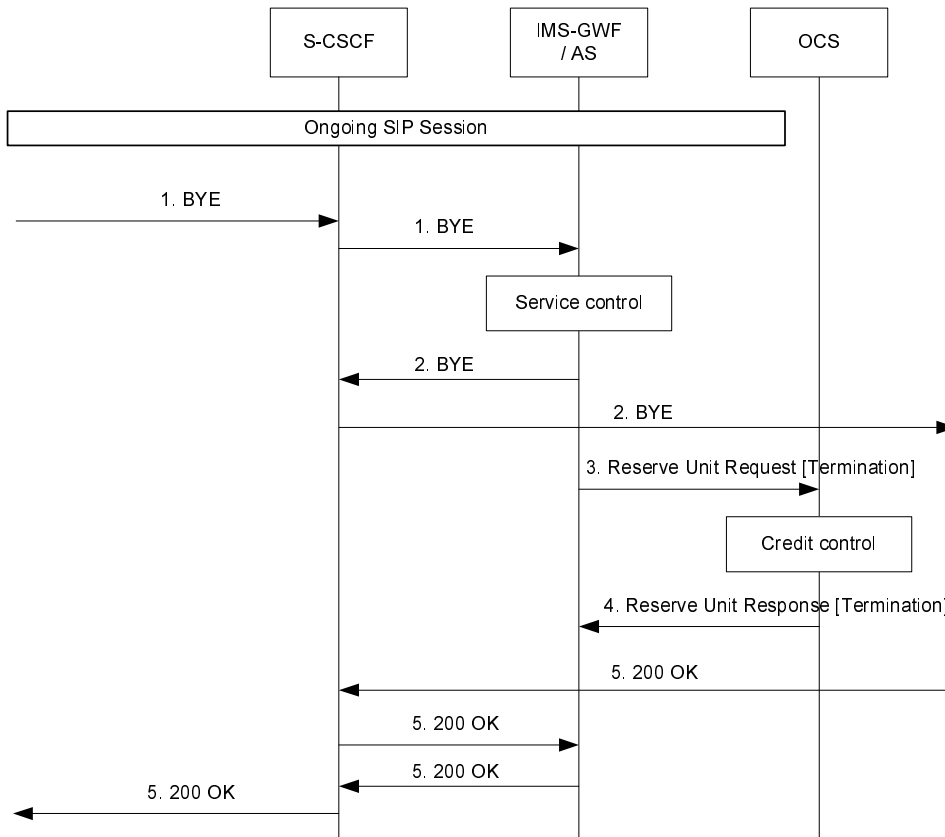 S-CSCF
IMS-GWF
/ AS
OCS
Ongoing SIP Session
1. BYE
1. BYE
Service control
2. BYE
2. BYE
3. Reserve Unit Request [Termination]
Credit control
4. Reserve Unit Response [Termination]
5. 200 OK
5. 200 OK
5. 200 OK
5. 200 OK